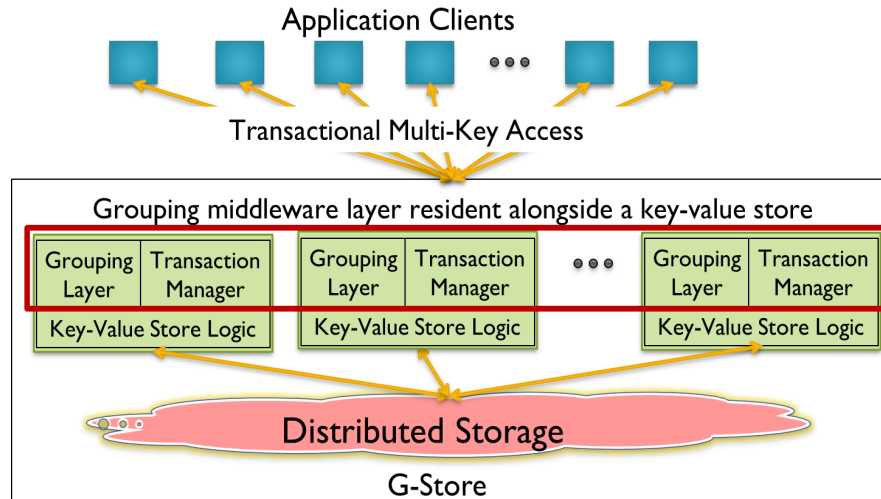 Application Clients
Transactional Multi-Key Access
Grouping middleware layer resident alongside a key-value store
Grouping Layer
Transaction Manager
Key-Value Store Logic
Grouping Layer
Transaction Manager
Key-Value Store Logic
Grouping Layer
Transaction Manager
Key-Value Store Logic
Distributed Storage
G-Store